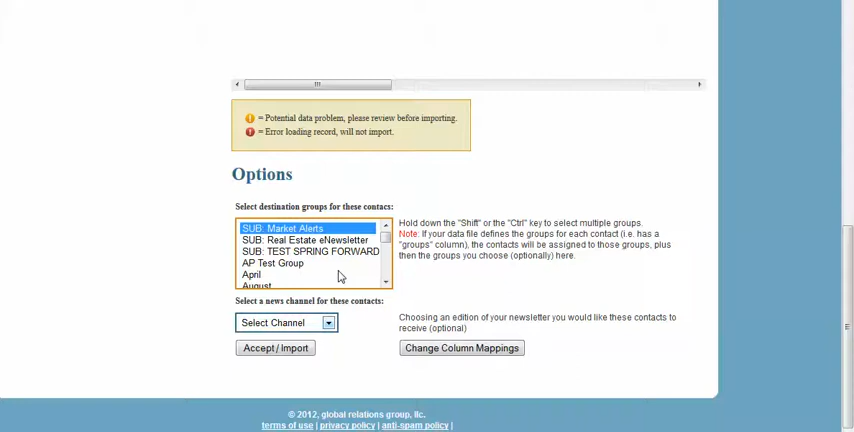 = Potential data problem, please review before importing.
= Error loading record, will not import.
Options
Select destination groups for these contacs:
SUB: Market Alerts
SUB: Real Estate eNewsletter
SUB: TEST SPRING FORWARD
AP Test Group
April
August
Hold down the "Shift" or the "Ctrl" key to select multiple groups.
Note: If your data file defines the groups for each contact (i.e. has a
"groups" column), the contacts will be assigned to those groups, plus
then the groups you choose (optionally) here.
Select a news channel for these contacts:
Select Channel
Choosing an edition of your newsletter you would like these contacts to
receive (optional)
Accept / Import
Change Column Mappings
© 2012, global relations group, llc.
terms of use | privacy policy | anti-spam policy |